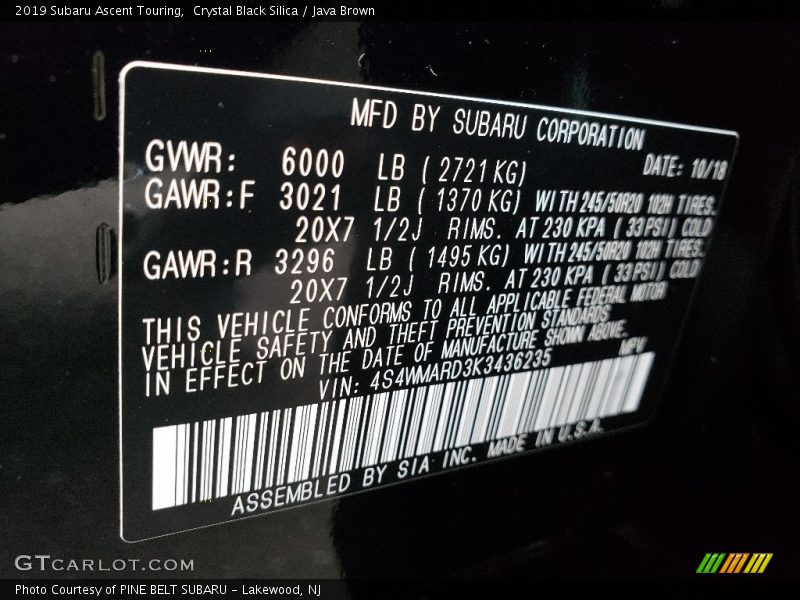 2019 Subaru Ascent Touring,  Crystal Black Silica / Java Brown
MFD BY SUBARU CORPORATION
GVWR: 6000 LB ( 2721 KG) DATE: 10/18
GAWR:F 3021 LB ( 1370 KG) WITH 245/50R20 102H TIRES.
20X7 1/2J RIMS. AT 230 KPA ( 33 PSI) COLD
GAWR:R 3296 LB ( 1495 KG) WITH 245/50R20 102H TIRES.
20X7 1/2J RIMS. AT 230 KPA ( 33 PSI) COLD
THIS VEHICLE CONFORMS TO ALL APPLICABLE FEDERAL MOTOR
VEHICLE SAFETY AND THEFT PREVENTION STANDARDS
IN EFFECT ON THE DATE OF MANUFACTURE SHOWN ABOVE.
VIN: 4S4WMARD3K3436235 MPV
ASSEMBLED BY SIA INC. MADE IN U.S.A.
GTCARLOT.COM
Photo Courtesy of PINE BELT SUBARU - Lakewood, NJ